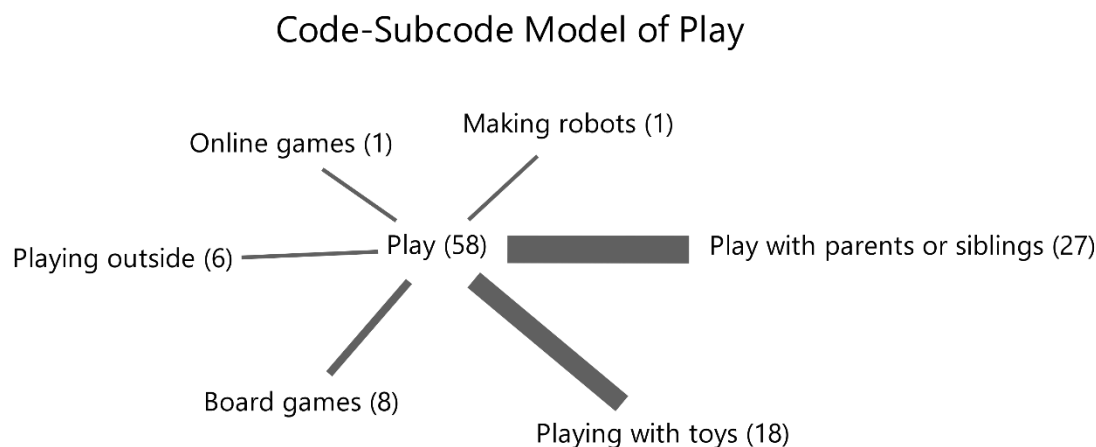 Code-Subcode Model of Play
Making robots (1)
Online games (1)
Play (58)
Play with parents or siblings (27)
Playing outside (6)
Board games (8)
Playing with toys (18)